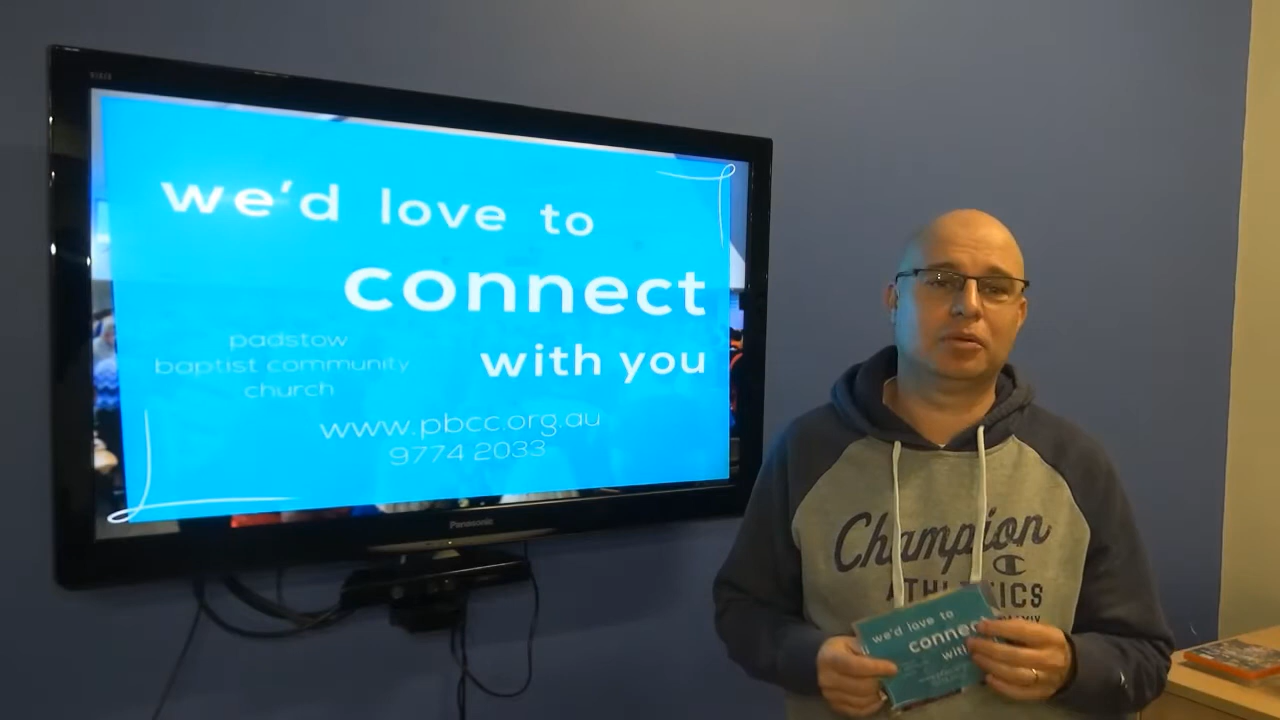 we'd love to
connect
with you
padstow
baptist community
church
www.pbcc.org.au
9774 2033
Panasonic
Champion
we'd love to
connect